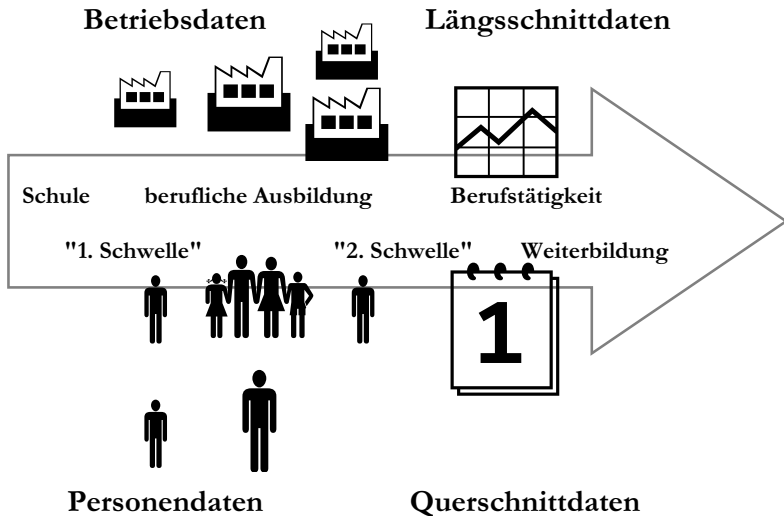 Betriebsdaten Längsschnittdaten
Schule berufliche Ausbildung Berufstätigkeit
"1. Schwelle" "2. Schwelle" Weiterbildung
1
Personendaten Querschnittdaten